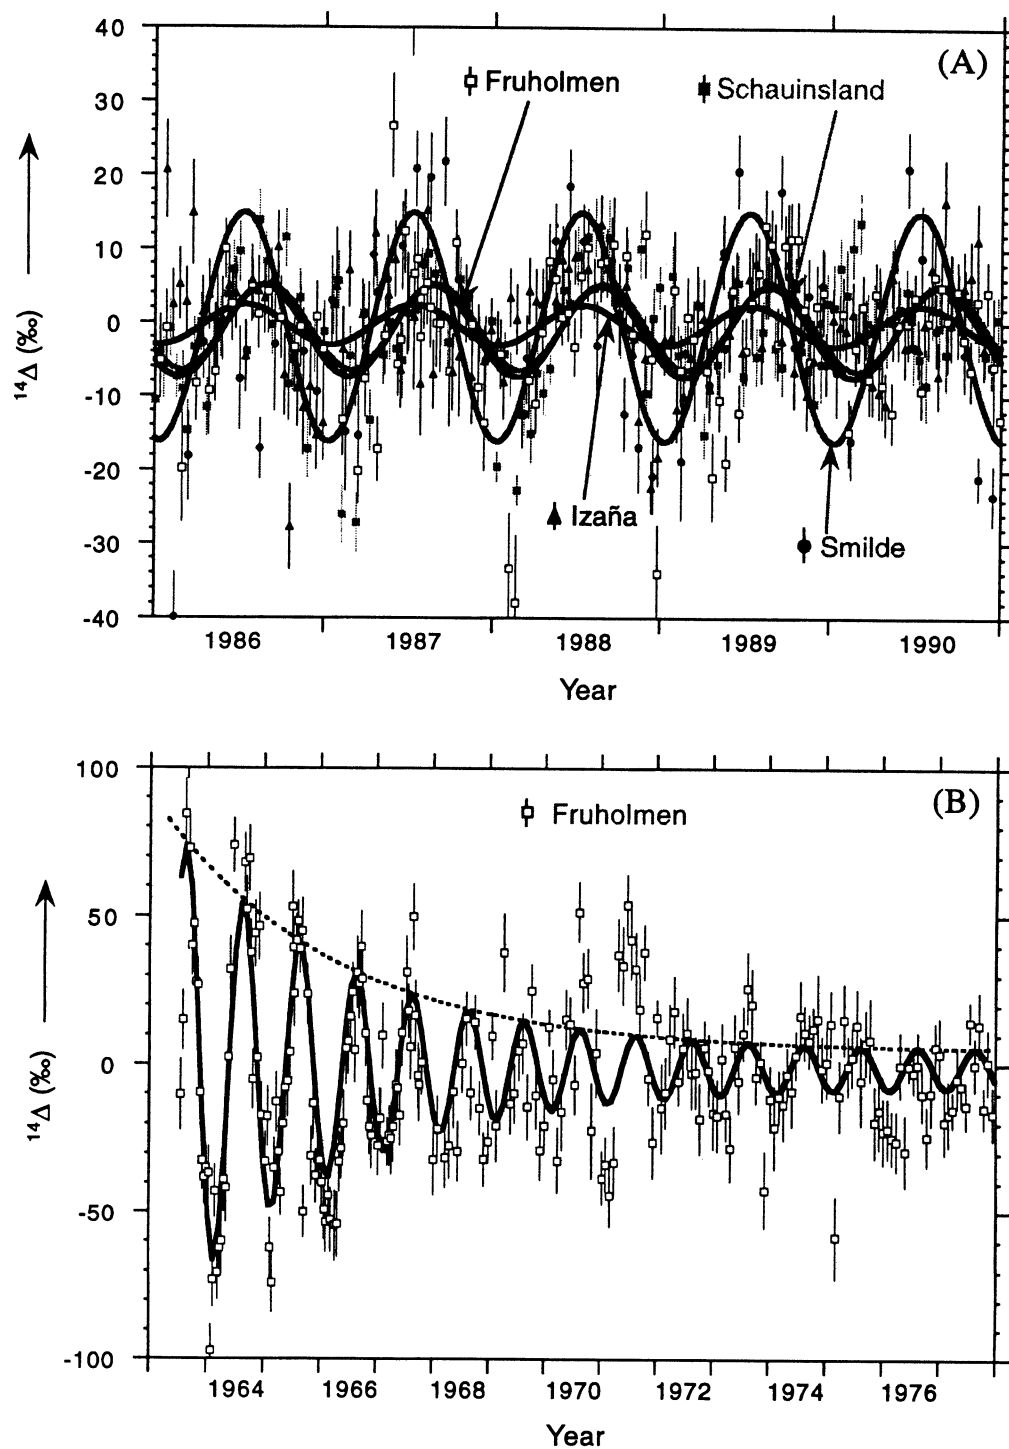 40
30
20
10
0
-10
-20
-30
-40
¹⁴Δ (‰)
(A)
Fruholmen
Schauinsland
Izaña
Smilde
1986 1987 1988 1989 1990
Year
100
50
0
-50
-100
¹⁴Δ (‰)
(B)
Fruholmen
1964 1966 1968 1970 1972 1974 1976
Year